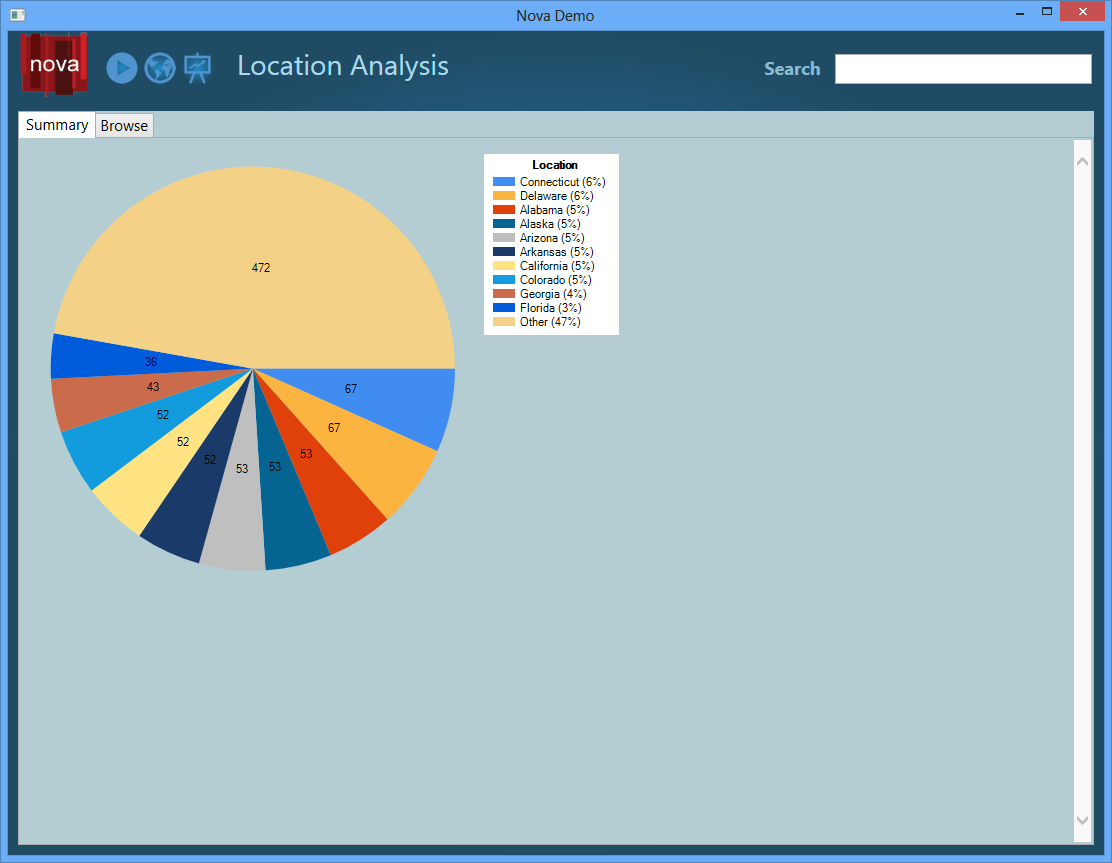 Nova Demo
nova
Location Analysis
Search
Summary
Browse
Location
Connecticut (6%)
Delaware (6%)
Alabama (5%)
Alaska (5%)
Arizona (5%)
Arkansas (5%)
California (5%)
Colorado (5%)
Georgia (4%)
Florida (3%)
Other (47%)
472
36
43
52
52
52
53
53
53
67
67